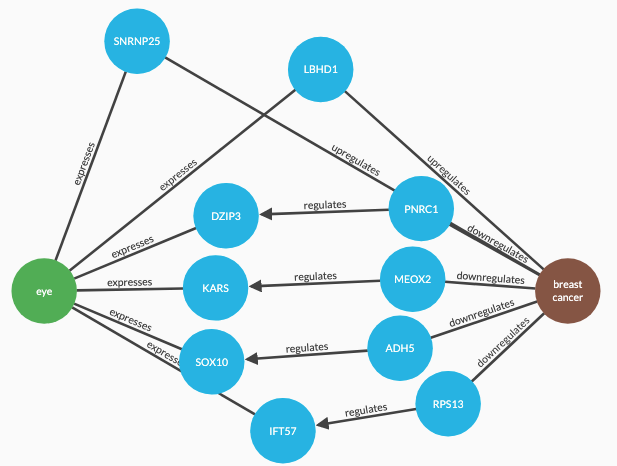 SNRNP25
LBHD1
expresses
upregulates
upregulates
expresses
DZIP3
regulates
PNRC1
expresses
downregulates
eye
expresses
KARS
regulates
MEOX2
downregulates
breast
cancer
expresses
downregulates
expres
SOX10
regulates
ADH5
downregulates
IFT57
regulates
RPS13